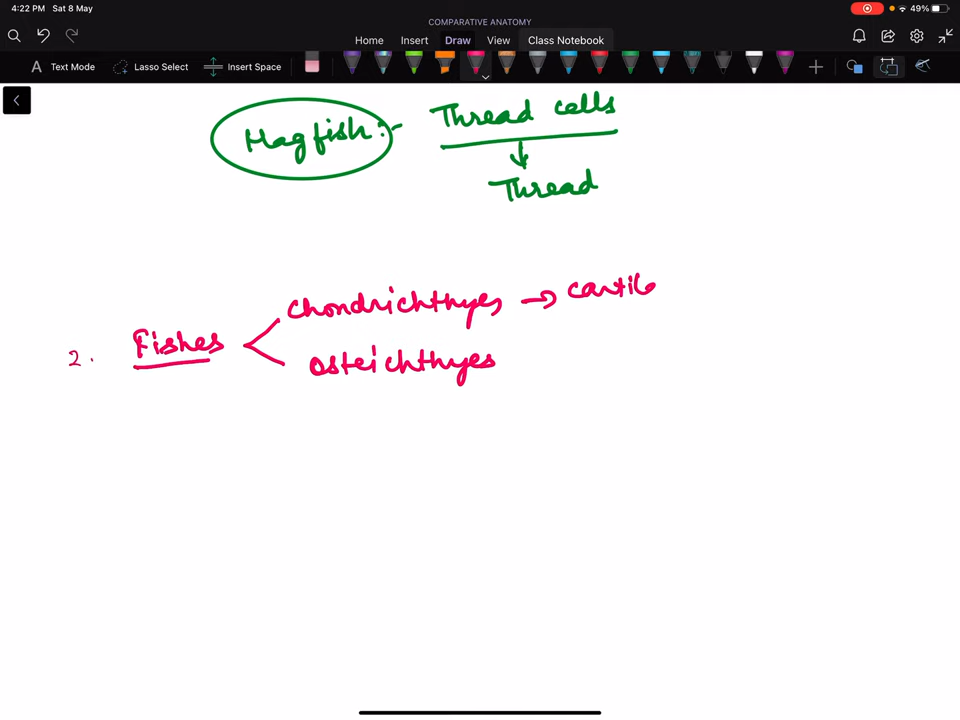 4:22 PM Sat 8 May
49%
COMPARATIVE ANATOMY
Home Insert Draw View Class Notebook
A Text Mode Lasso Select Insert Space
Hagfish:- Thread cells
Thread
chondrichthyes → cartila
2. Fishes
osteichthyes